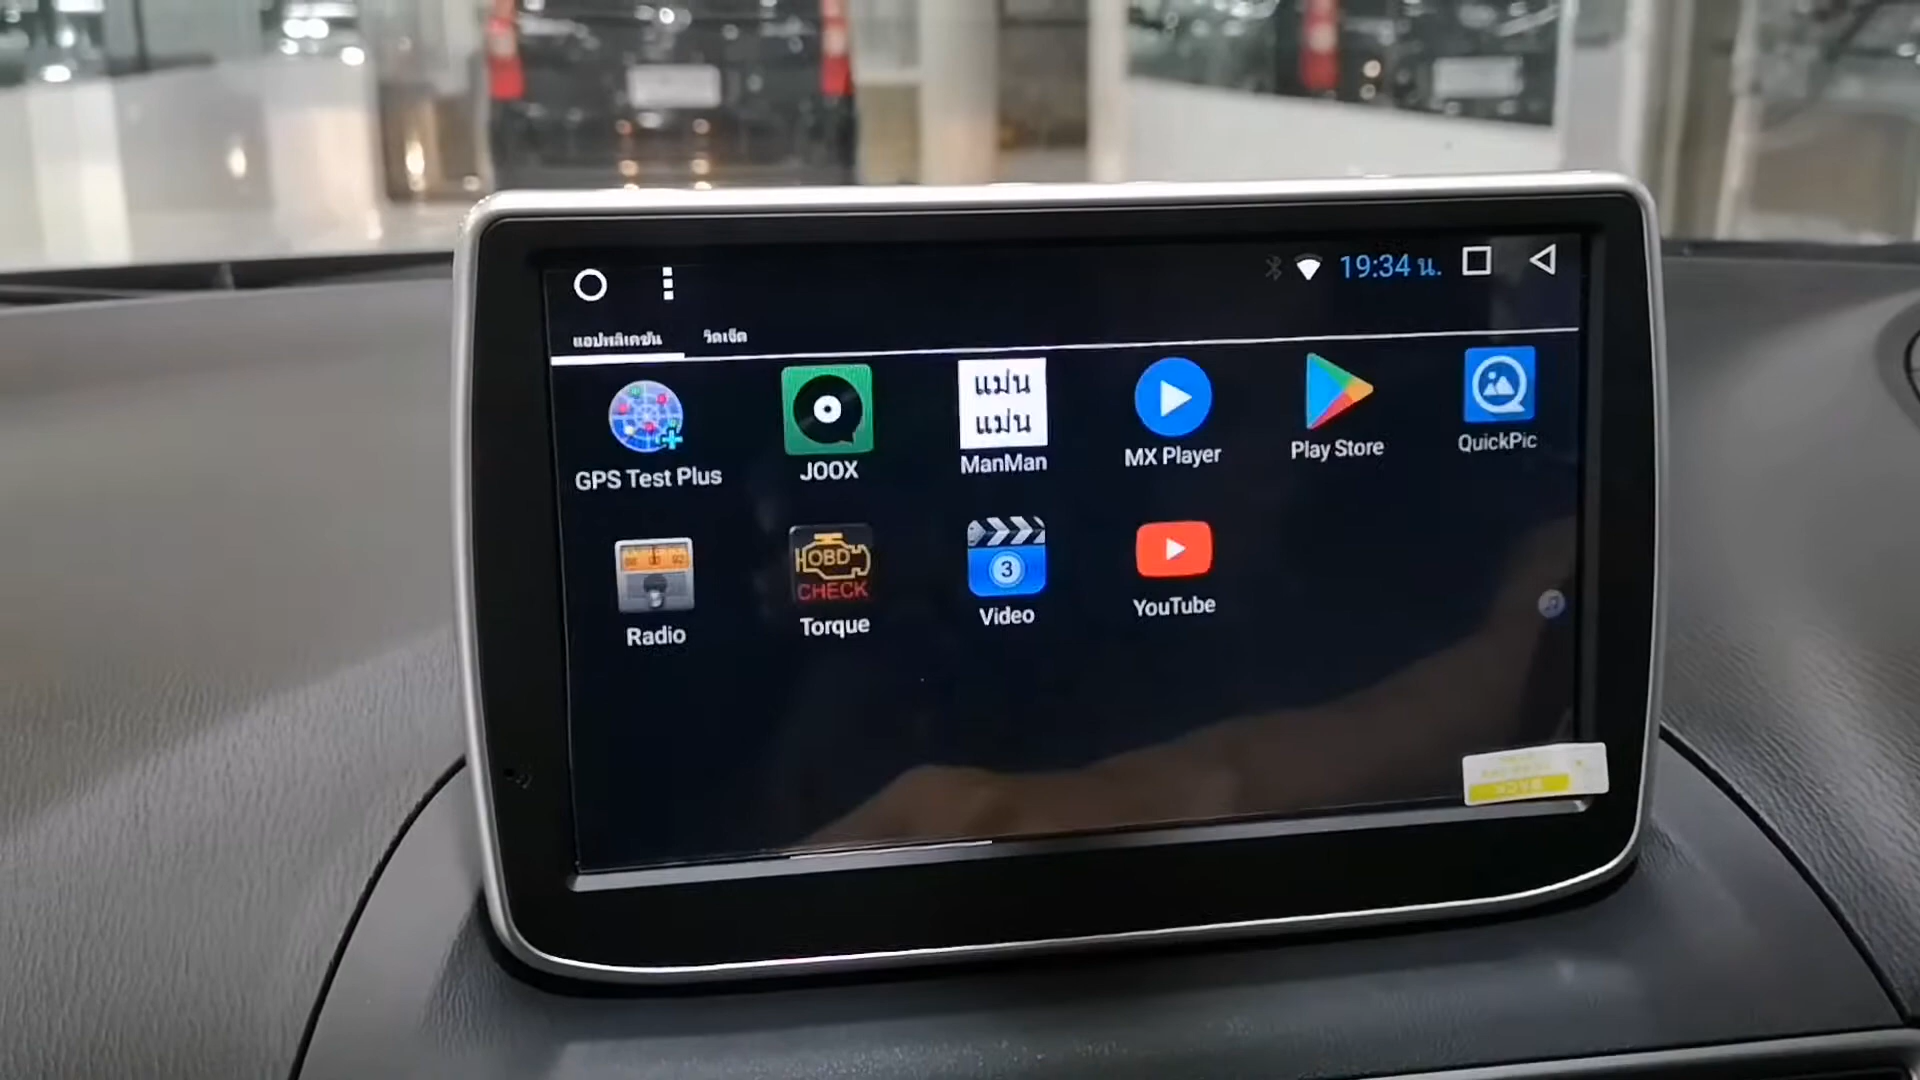 19:34 น.
แอปพลิเคชัน วิดเจ็ต
แม่น
แม่น
GPS Test Plus JOOX ManMan MX Player Play Store QuickPic
OBD
CHECK
3
Radio Torque Video YouTube